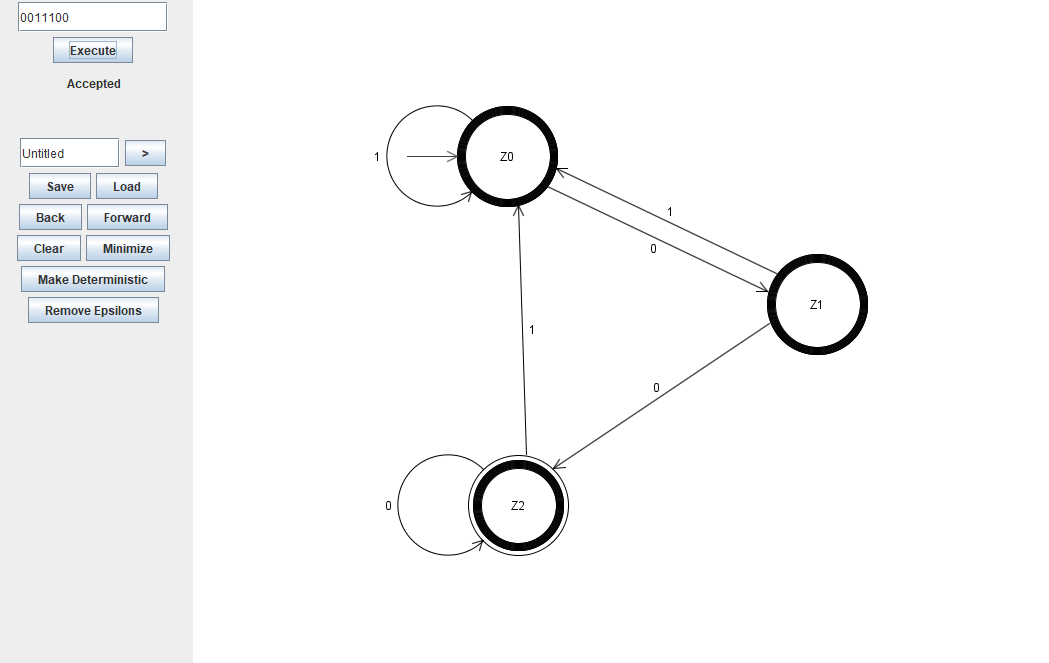 0011100
Execute
Accepted
Untitled >
Save Load
Back Forward
Clear Minimize
Make Deterministic
Remove Epsilons
1 Z0
1
0
Z1
1
0
0 Z2